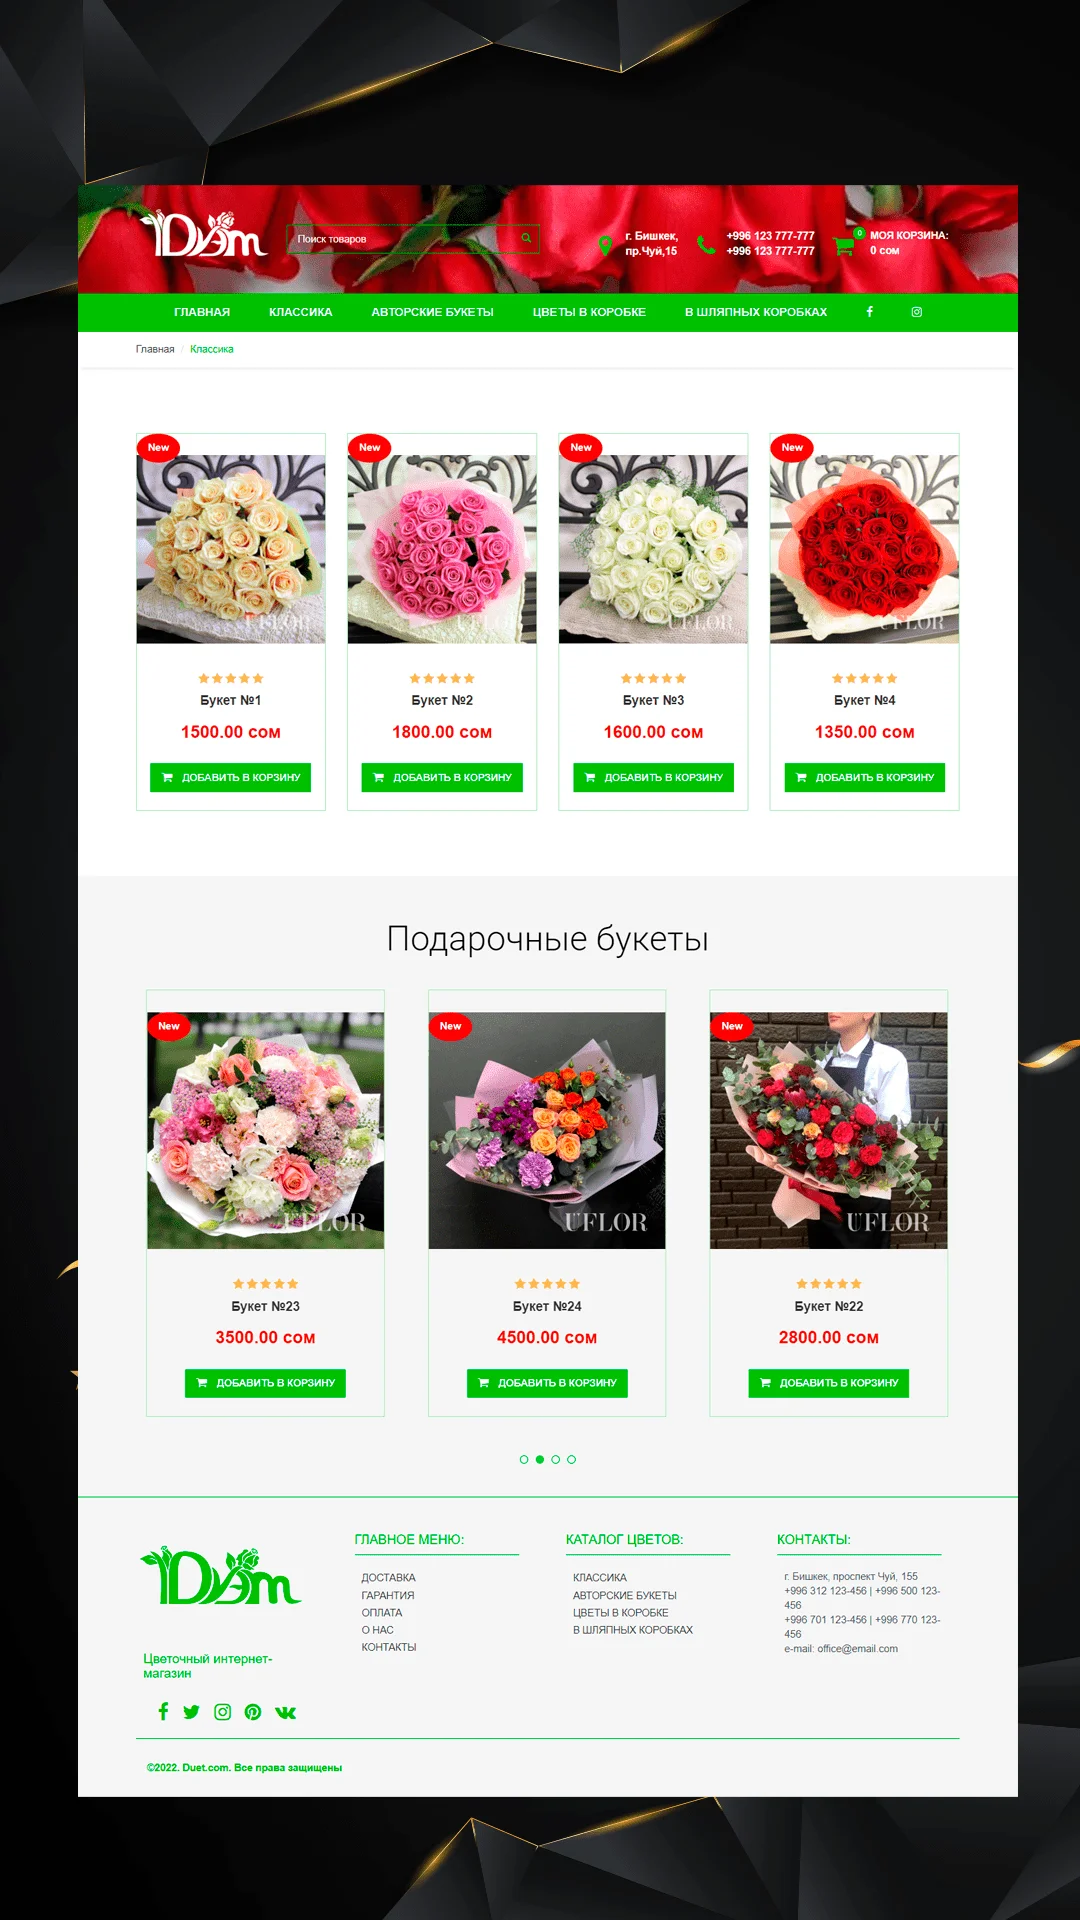 Дуэт
Поиск товаров
г. Бишкек,
пр.Чуй,15
+996 123 777-777
+996 123 777-777
0
МОЯ КОРЗИНА:
0 сом
ГЛАВНАЯ КЛАССИКА АВТОРСКИЕ БУКЕТЫ ЦВЕТЫ В КОРОБКЕ В ШЛЯПНЫХ КОРОБКАХ
Главная / Классика
New New New New
UFLOR UFLOR UFLOR UFLOR
Букет №1 Букет №2 Букет №3 Букет №4
1500.00 сом 1800.00 сом 1600.00 сом 1350.00 сом
ДОБАВИТЬ В КОРЗИНУ ДОБАВИТЬ В КОРЗИНУ ДОБАВИТЬ В КОРЗИНУ ДОБАВИТЬ В КОРЗИНУ
Подарочные букеты
New New New
UFLOR UFLOR UFLOR
Букет №23 Букет №24 Букет №22
3500.00 сом 4500.00 сом 2800.00 сом
ДОБАВИТЬ В КОРЗИНУ ДОБАВИТЬ В КОРЗИНУ ДОБАВИТЬ В КОРЗИНУ
Дуэт
Цветочный интернет-
магазин
ГЛАВНОЕ МЕНЮ:
ДОСТАВКА
ГАРАНТИЯ
ОПЛАТА
О НАС
КОНТАКТЫ
КАТАЛОГ ЦВЕТОВ:
КЛАССИКА
АВТОРСКИЕ БУКЕТЫ
ЦВЕТЫ В КОРОБКЕ
В ШЛЯПНЫХ КОРОБКАХ
КОНТАКТЫ:
г. Бишкек, проспект Чуй, 155
+996 312 123-456 | +996 500 123-
456
+996 701 123-456 | +996 770 123-
456
e-mail: office@email.com
©2022. Duet.com. Все права защищены